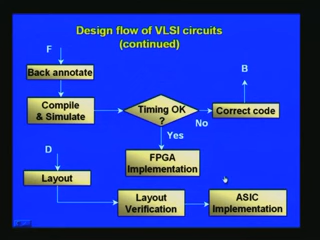 Design flow of VLSI circuits
(continued)
F
B
Back annotate
Compile
& Simulate
Timing OK
?
Correct code
No
Yes
D
FPGA
Implementation
Layout
Layout
Verification
ASIC
Implementation